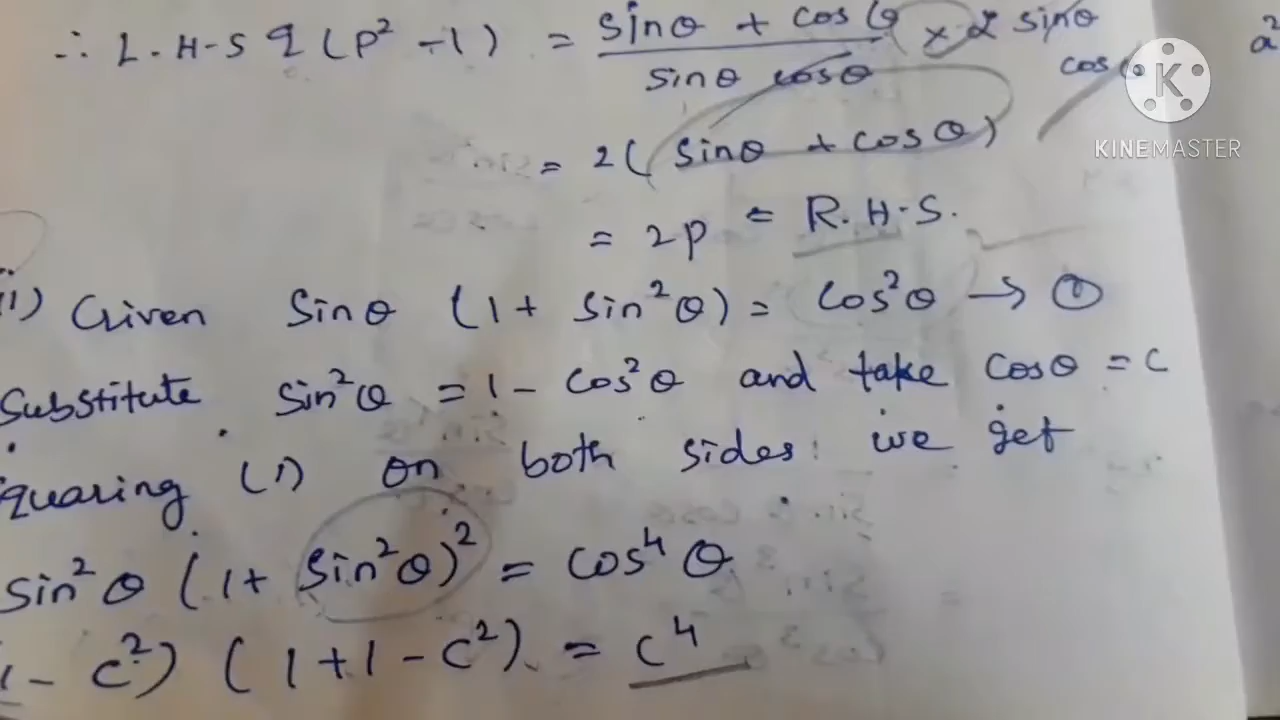 ∴ L.H.S q(p² - 1) = sinθ + cosθ / sinθ cosθ × 2 sinθ cosθ
= 2(sinθ + cosθ)
= 2p = R.H.S.
ii) Given sinθ (1 + sin²θ) = cos²θ → ①
Substitute sin²θ = 1 - cos²θ and take cosθ = c
quaring (1) on both sides we get
sin²θ (1 + sin²θ)² = cos⁴θ
1 - c²) (1 + 1 - c²) = c⁴
a²
K
KINEMASTER